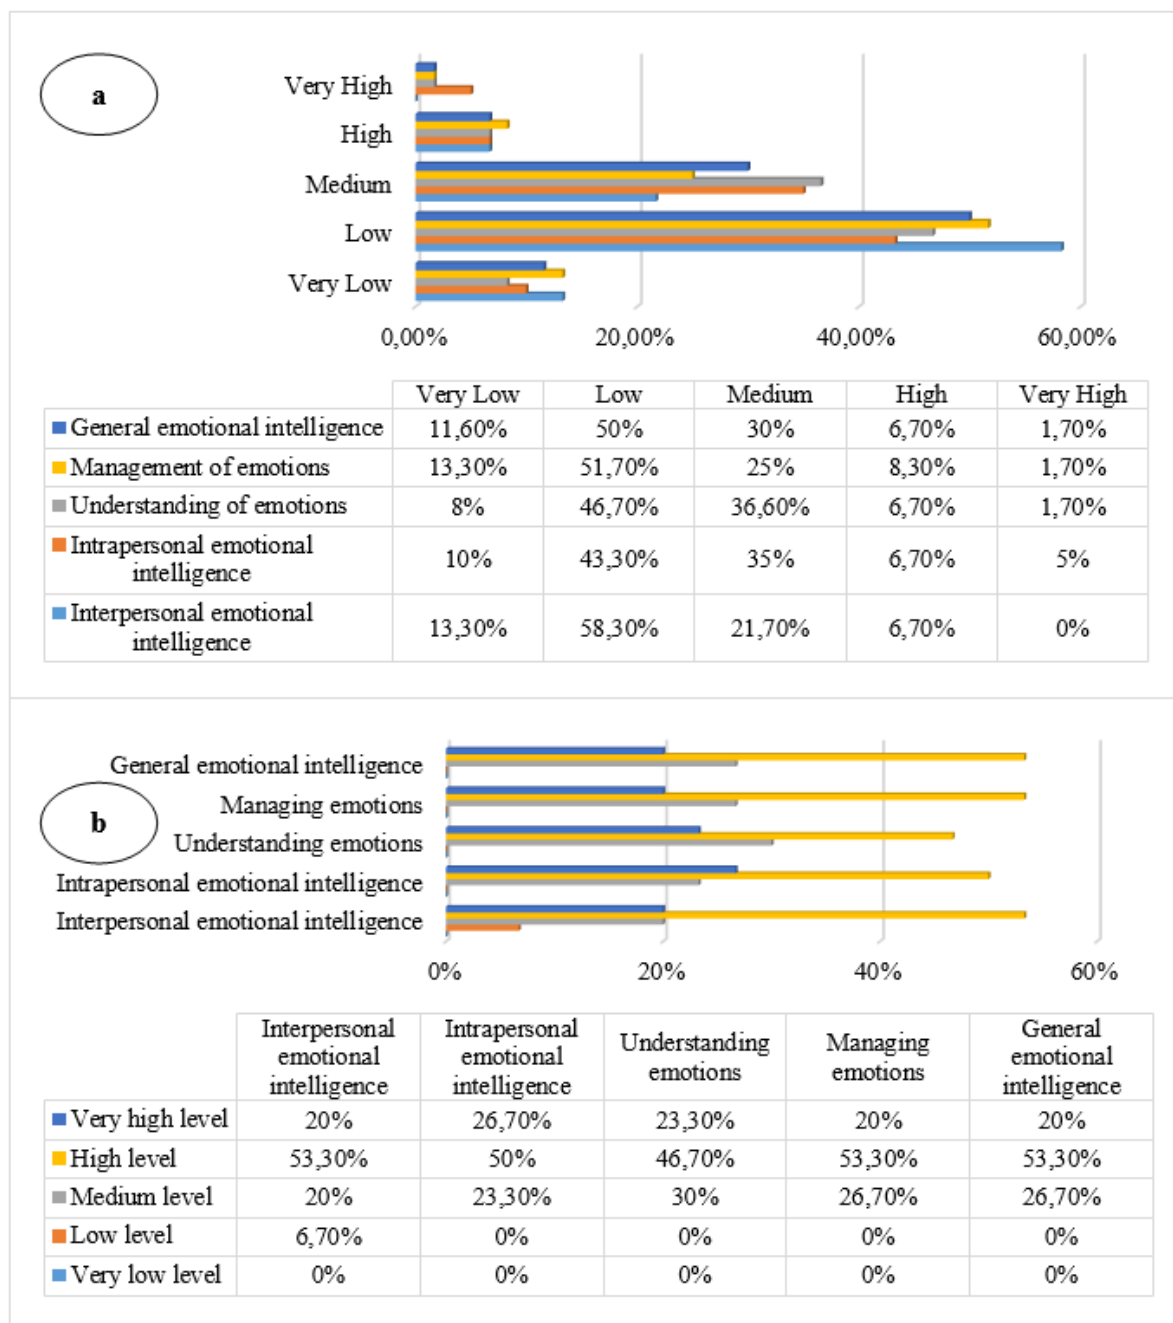 a
Very High
High
Medium
Low
Very Low
0,00% 20,00% 40,00% 60,00%
Very Low Low Medium High Very High
General emotional intelligence 11,60% 50% 30% 6,70% 1,70%
Management of emotions 13,30% 51,70% 25% 8,30% 1,70%
Understanding of emotions 8% 46,70% 36,60% 6,70% 1,70%
Intrapersonal emotional
intelligence 10% 43,30% 35% 6,70% 5%
Interpersonal emotional
intelligence 13,30% 58,30% 21,70% 6,70% 0%
b
General emotional intelligence
Managing emotions
Understanding emotions
Intrapersonal emotional intelligence
Interpersonal emotional intelligence
0% 20% 40% 60%
Interpersonal emotional intelligence Intrapersonal emotional intelligence Understanding emotions Managing emotions General emotional intelligence
Very high level 20% 26,70% 23,30% 20% 20%
High level 53,30% 50% 46,70% 53,30% 53,30%
Medium level 20% 23,30% 30% 26,70% 26,70%
Low level 6,70% 0% 0% 0% 0%
Very low level 0% 0% 0% 0% 0%